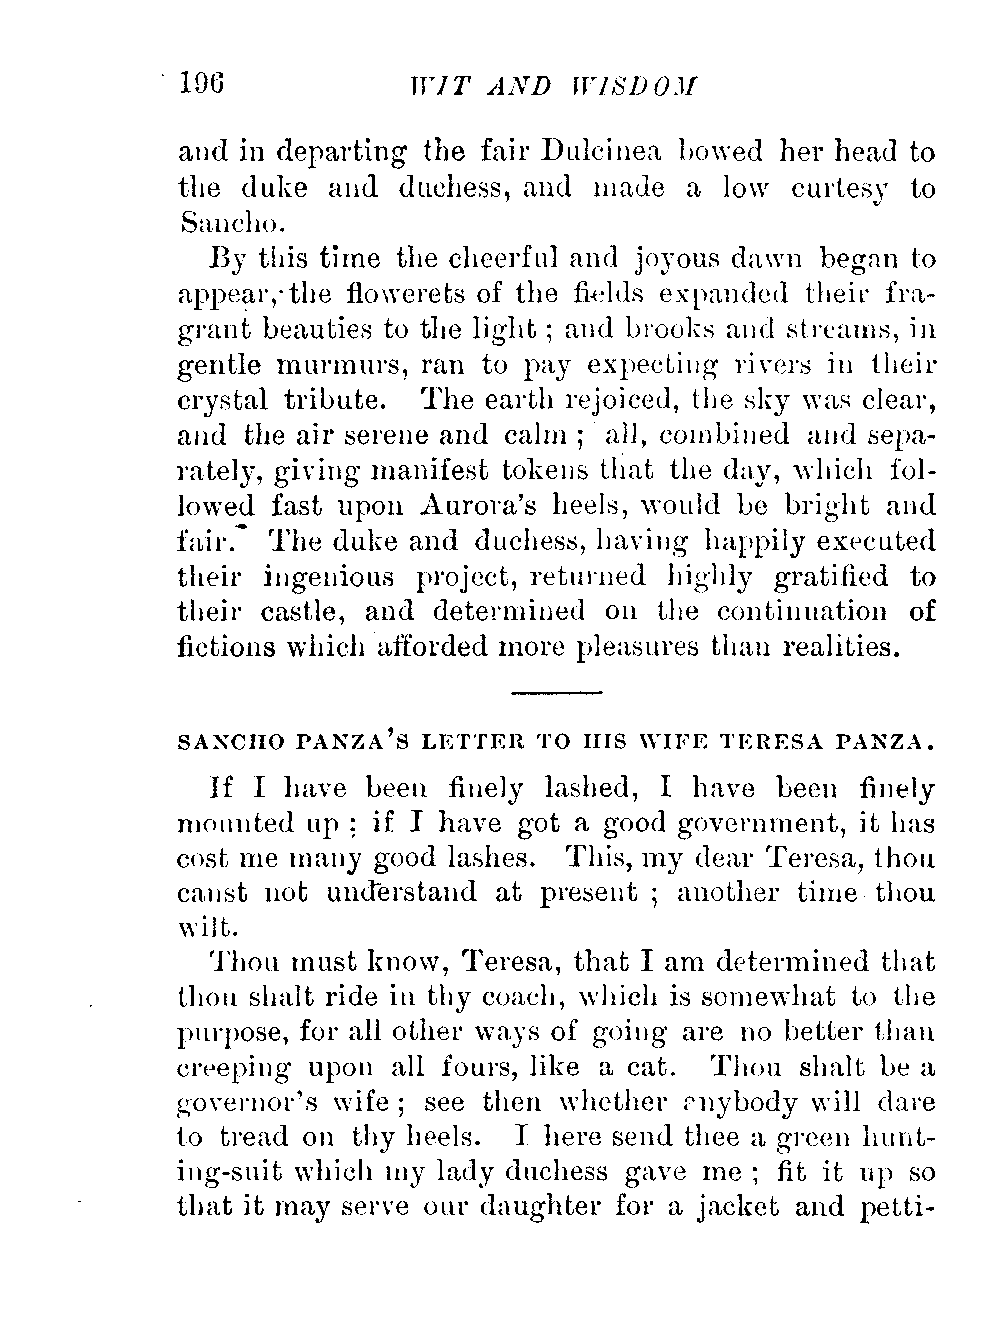 196 WIT AND WISDOM
and in departing the fair Dulcinea bowed her head to
the duke and duchess, and made a low curtesy to
Sancho.
By this time the cheerful and joyous dawn began to
appear, the flowerets of the fields expanded their fra-
grant beauties to the light ; and brooks and streams, in
gentle murmurs, ran to pay expecting rivers in their
crystal tribute. The earth rejoiced, the sky was clear,
and the air serene and calm ; all, combined and sepa-
rately, giving manifest tokens that the day, which fol-
lowed fast upon Aurora's heels, would be bright and
fair. The duke and duchess, having happily executed
their ingenious project, returned highly gratified to
their castle, and determined on the continuation of
fictions which afforded more pleasures than realities.
SANCHO PANZA'S LETTER TO HIS WIFE TERESA PANZA.
If I have been finely lashed, I have been finely
mounted up ; if I have got a good government, it has
cost me many good lashes. This, my dear Teresa, thou
canst not understand at present ; another time thou
wilt.
Thou must know, Teresa, that I am determined that
thou shalt ride in thy coach, which is somewhat to the
purpose, for all other ways of going are no better than
creeping upon all fours, like a cat. Thou shalt be a
governor's wife ; see then whether anybody will dare
to tread on thy heels. I here send thee a green hunt-
ing-suit which my lady duchess gave me ; fit it up so
that it may serve our daughter for a jacket and petti-